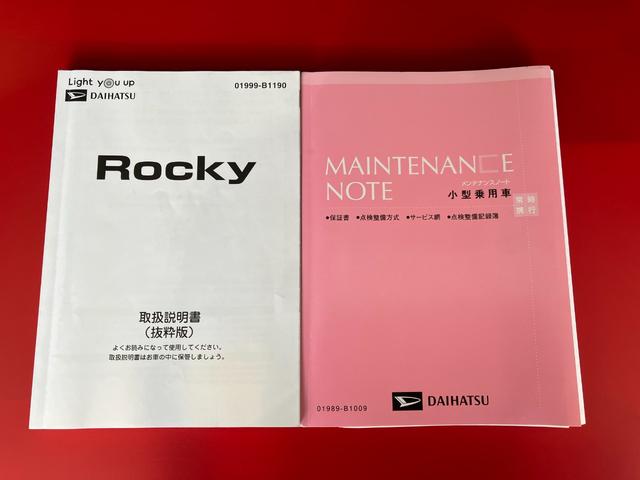 Light you up
DAIHATSU
01999-B1190
Rocky
取扱説明書
(抜粋版)
よくお読みになって使用してください。
取扱説明書はお車の中に保管しましょう。
MAINTENANCE
NOTE
メンテナンスノート
小型乗用車
常時
携行
●保証書 ●点検整備方式 ●サービス網 ●点検整備記録簿
01989-B1009
DAIHATSU